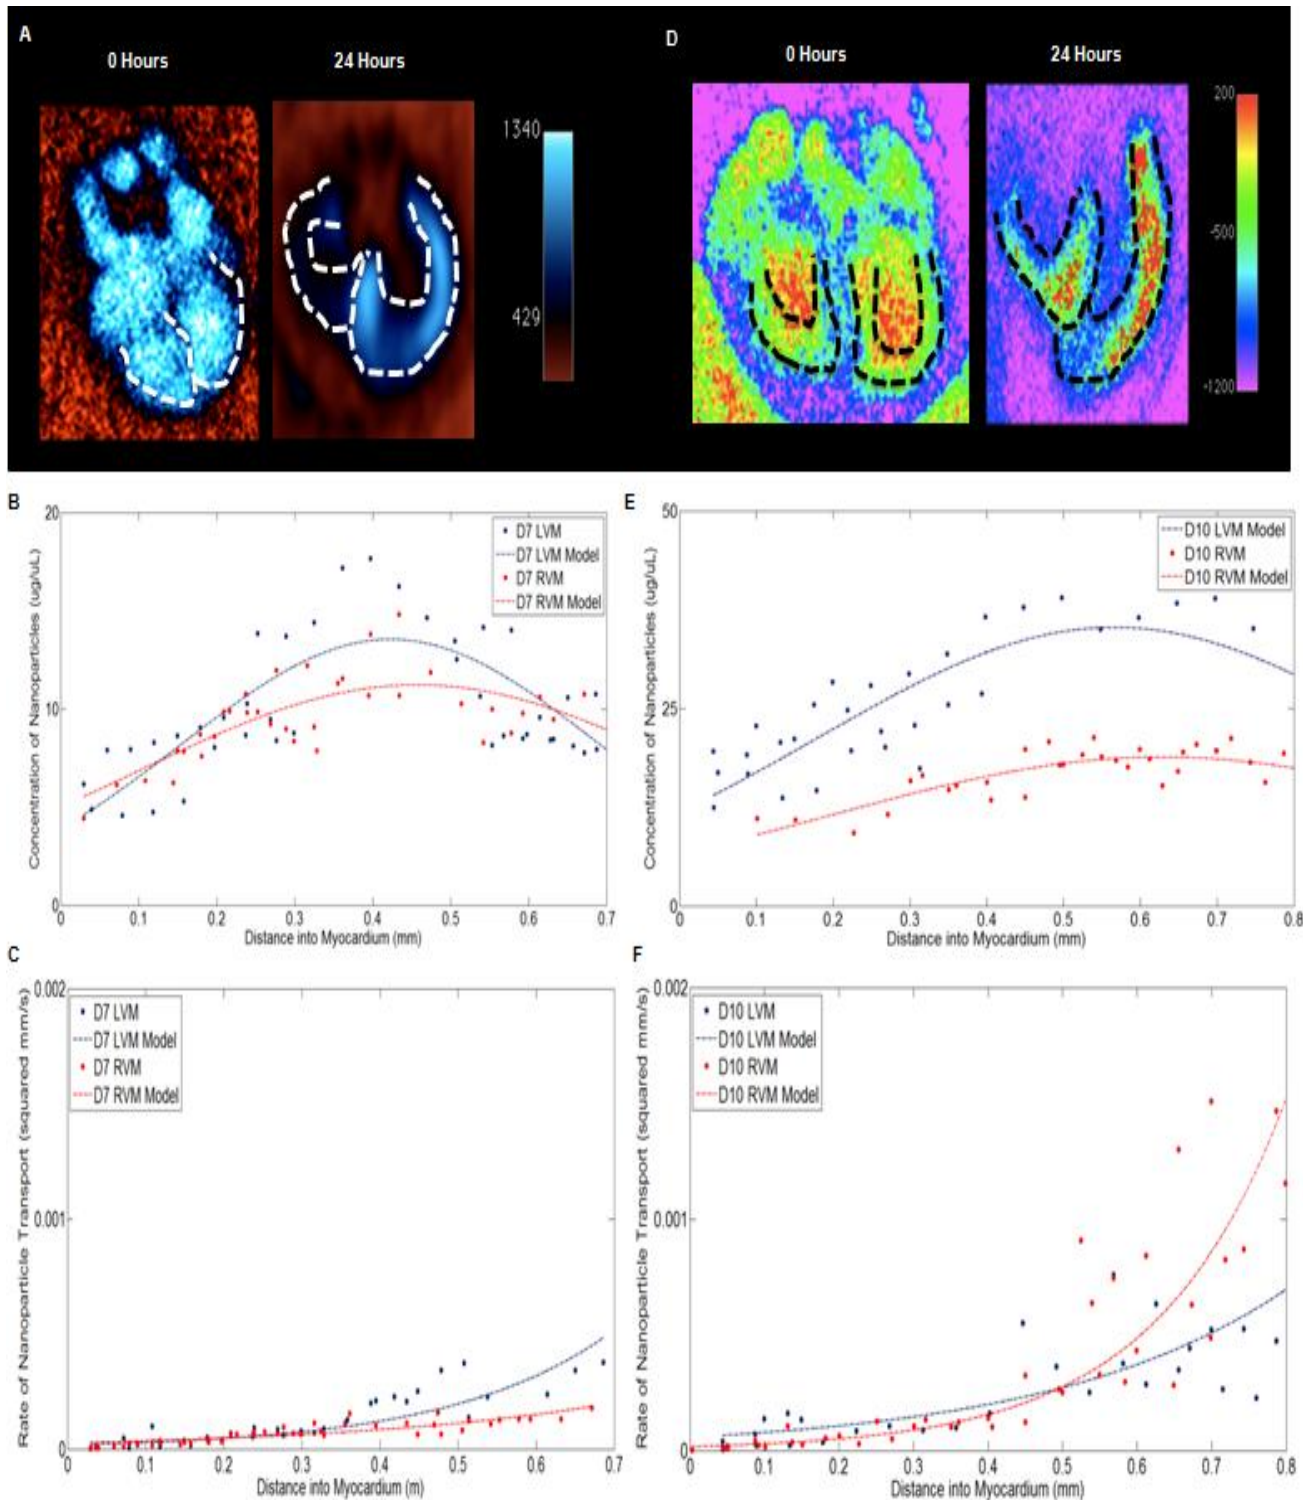 A
0 Hours
24 Hours
1340
429
D
0 Hours
24 Hours
200
-500
-1200
B
Concentration of Nanoparticles (ug/uL)
20
10
0
D7 LVM
D7 LVM Model
D7 RVM
D7 RVM Model
0 0.1 0.2 0.3 0.4 0.5 0.6 0.7
Distance into Myocardium (mm)
E
Concentration of Nanoparticles (ug/uL)
50
25
0
D10 LVM Model
D10 RVM
D10 RVM Model
0 0.1 0.2 0.3 0.4 0.5 0.6 0.7 0.8
Distance into Myocardium (mm)
C
Rate of Nanoparticle Transport (squared mm/s)
0.002
0.001
0
D7 LVM
D7 LVM Model
D7 RVM
D7 RVM Model
0 0.1 0.2 0.3 0.4 0.5 0.6 0.7
Distance into Myocardium (m)
F
Rate of Nanoparticle Transport (squared mm/s)
0.002
0.001
0
D10 LVM
D10 LVM Model
D10 RVM
D10 RVM Model
0 0.1 0.2 0.3 0.4 0.5 0.6 0.7 0.8
Distance into Myocardium (mm)